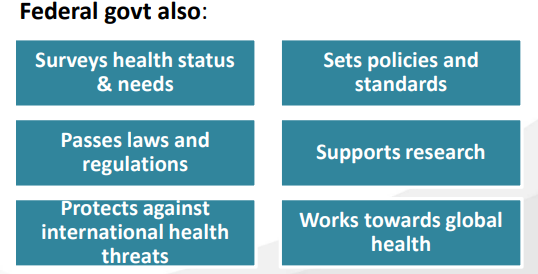 Federal govt also:
Surveys health status
& needs
Sets policies and
standards
Passes laws and
regulations
Supports research
Protects against
international health
threats
Works towards global
health